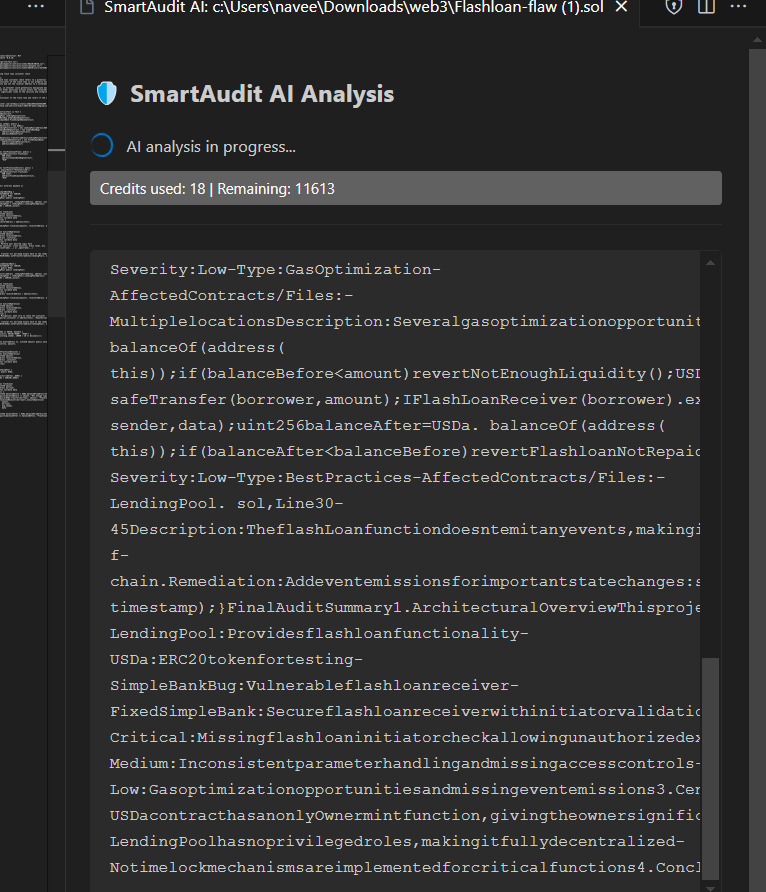 SmartAudit AI: c:\Users\navee\Downloads\web3\Flashloan-flaw (1).sol
SmartAudit AI Analysis
AI analysis in progress...
Credits used: 18 | Remaining: 11613
Severity:Low-Type:GasOptimization-
AffectedContracts/Files:-
MultiplelocationsDescription:Severalgasoptimizationopportunit
balanceOf(address(
this));if(balanceBefore<amount)revertNotEnoughLiquidity();USD
safeTransfer(borrower,amount);IFlashLoanReceiver(borrower).ex
sender,data);uint256balanceAfter=USDa. balanceOf(address(
this));if(balanceAfter<balanceBefore)revertFlashloanNotRepaid
Severity:Low-Type:BestPractices-AffectedContracts/Files:-
LendingPool. sol,Line30-
45Description:TheflashLoanfunctiondoesntemitanyevents,makingi
f-
chain.Remediation:Addeventemissionsforimportantstatechanges:s
timestamp);}FinalAuditSummary1.ArchitecturalOverviewThisproje
LendingPool:Providesflashloanfunctionality-
USDa:ERC20tokenfortesting-
SimpleBankBug:Vulnerableflashloanreceiver-
FixedSimpleBank:Secureflashloanreceiverwithinitiatorvalidatio
Critical:Missingflashloaninitiatorcheckallowingunauthorizedex
Medium:Inconsistentparameterhandlingandmissingaccesscontrols-
Low:Gasoptimizationopportunitiesandmissingeventemissions3.Cen
USDacontracthasanonlyOwnermintfunction,givingtheownersignific
LendingPoolhasnoprivilegedroles,makingitfullydecentralized-
Notimelockmechanismsareimplementedforcriticalfunctions4.Concl